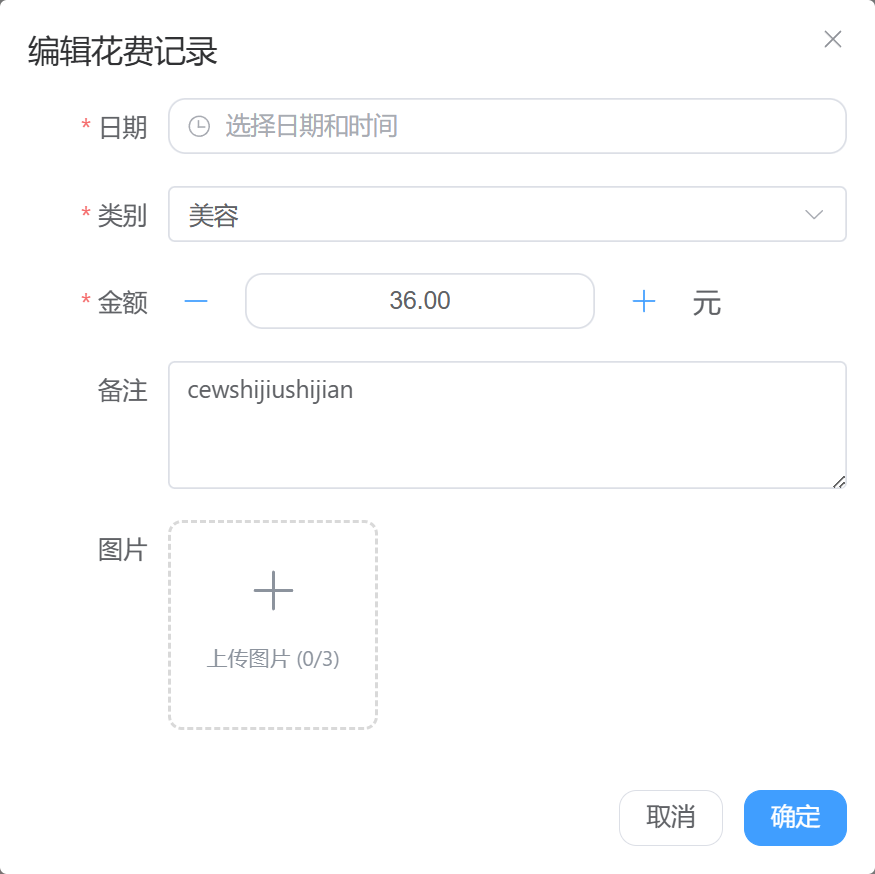 编辑花费记录
* 日期 选择日期和时间
* 类别 美容
* 金额 36.00 元
备注 cewshijiushijian
图片
上传图片 (0/3)
取消 确定